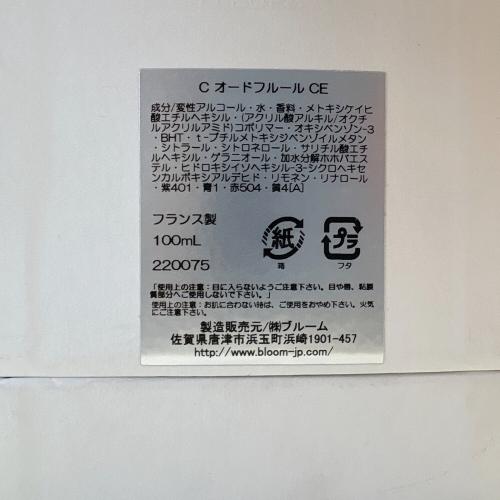 C オードフルール CE
成分/変性アルコール・水・香料・メトキシケイヒ
酸エチルヘキシル・(アクリル酸アルキル/オクチ
ルアクリルアミド)コポリマー・オキシベンゾン-3
・BHT・t-ブチルメトキシジベンゾイルメタン
・シトラール・シトロネロール・サリチル酸エチ
ルヘキシル・ゲラニオール・加水分解ホホバエス
テル・ヒドロキシイソヘキシル-3-シクロヘキセ
ンカルボキシアルデヒド・リモネン・リナロール
・紫401・青1・赤504・黄4[A]
フランス製
100mL
220075
紙
箱
プラ
フタ
「使用上の注意：目に入らないようご注意下さい。目や唇、粘膜
質部分へご使用しないで下さい。」
使用上の注意：お肌に合わない時は、ご使用をおやめ下さい。火気
にご注意下さい。
製造販売元/㈱ブルーム
佐賀県唐津市浜玉町浜崎1901-457
www.bloom-jp.com/